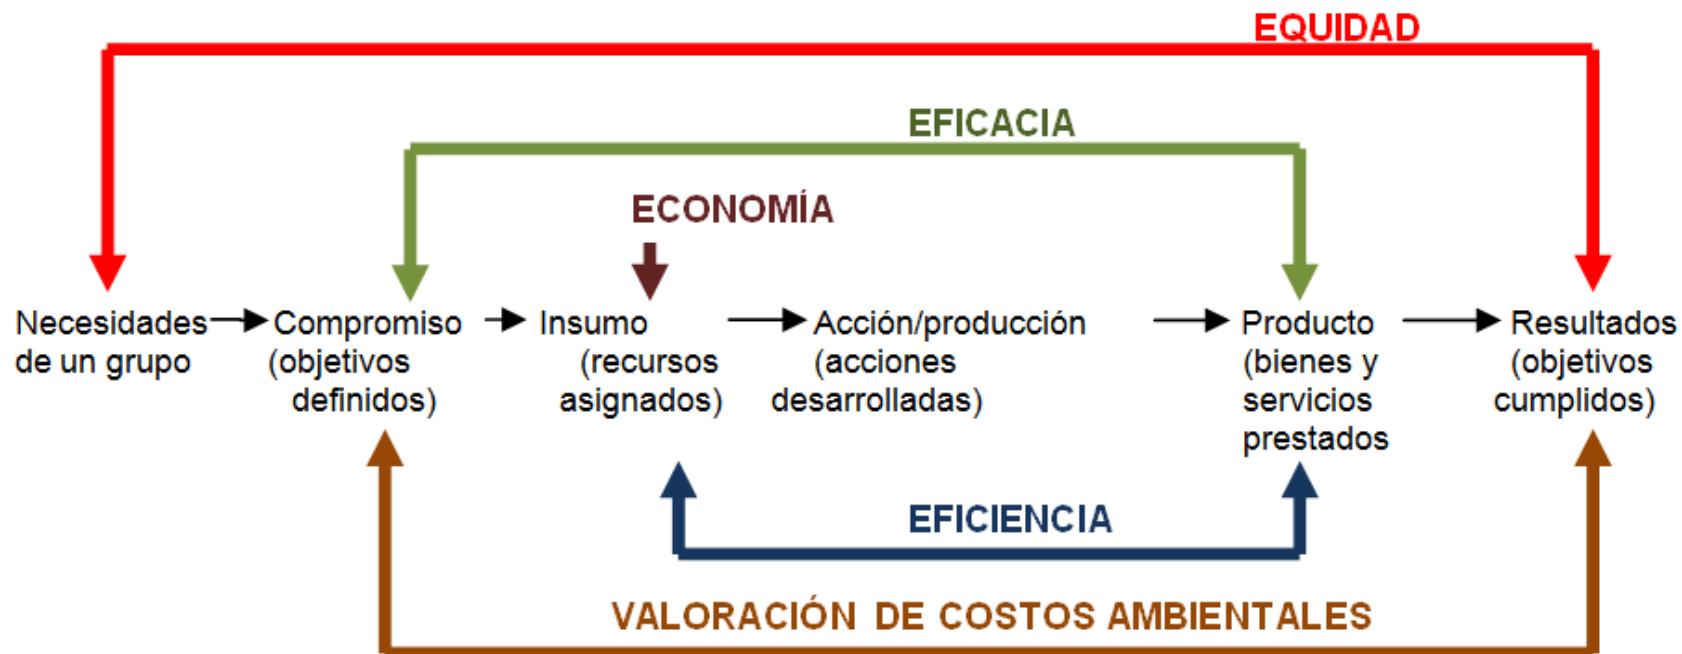 EQUIDAD
EFICACIA
ECONOMÍA
Necesidades
de un grupo
Compromiso
(objetivos
definidos)
Insumo
(recursos
asignados)
Acción/producción
(acciones
desarrolladas)
Producto
(bienes y
servicios
prestados
Resultados
(objetivos
cumplidos)
EFICIENCIA
VALORACIÓN DE COSTOS AMBIENTALES